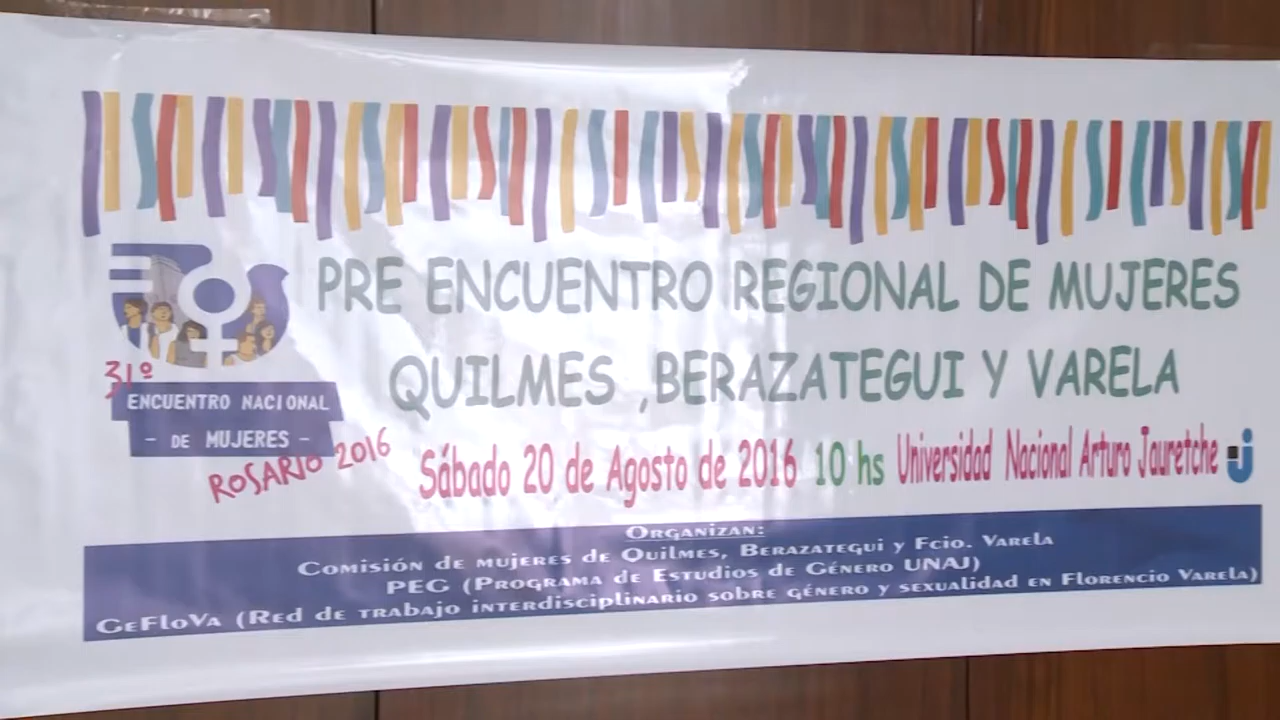 PRE ENCUENTRO REGIONAL DE MUJERES
QUILMES ,BERAZATEGUI Y VARELA
31º
ENCUENTRO NACIONAL
- DE MUJERES -
ROSARIO 2016
Sábado 20 de Agosto de 2016 10 hs Universidad Nacional Arturo Jauretche
Organizan:
Comisión de mujeres de Quilmes, Berazategui y Fcio. Varela
PEG (Programa de Estudios de Género UNAJ)
GeFloVa (Red de trabajo interdisciplinario sobre género y sexualidad en Florencio Varela)